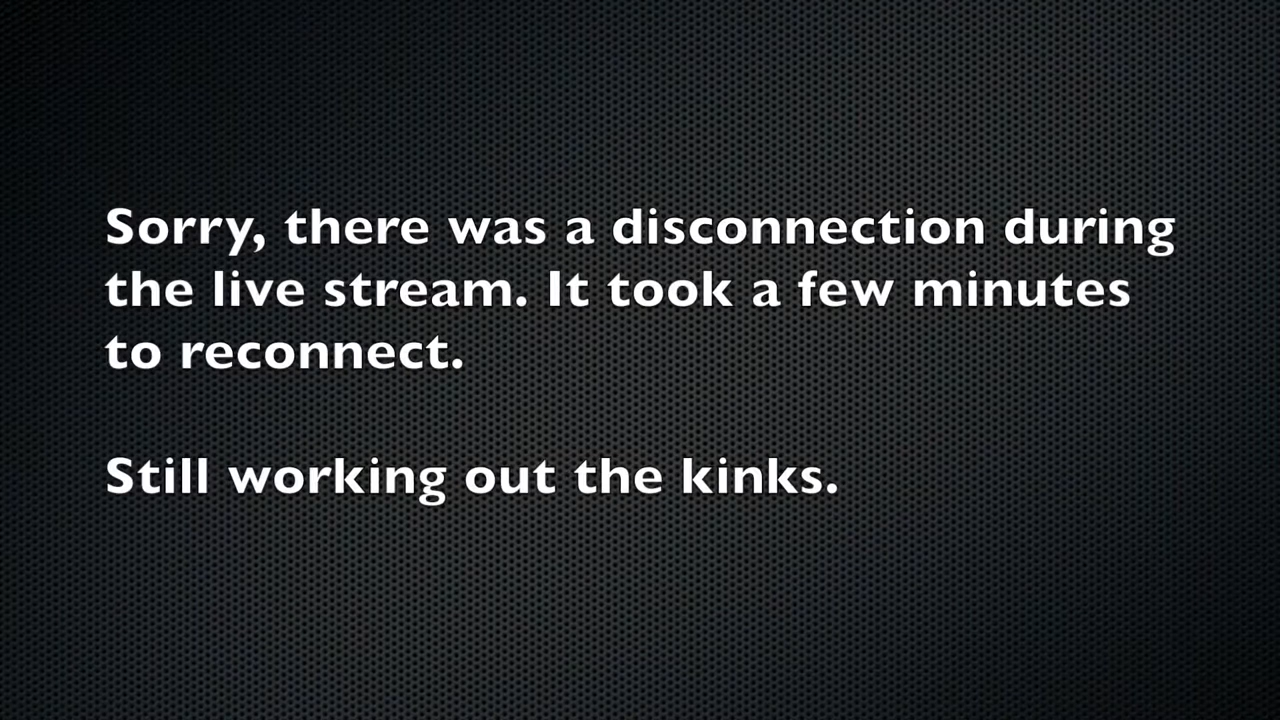 Sorry, there was a disconnection during
the live stream. It took a few minutes
to reconnect.
Still working out the kinks.